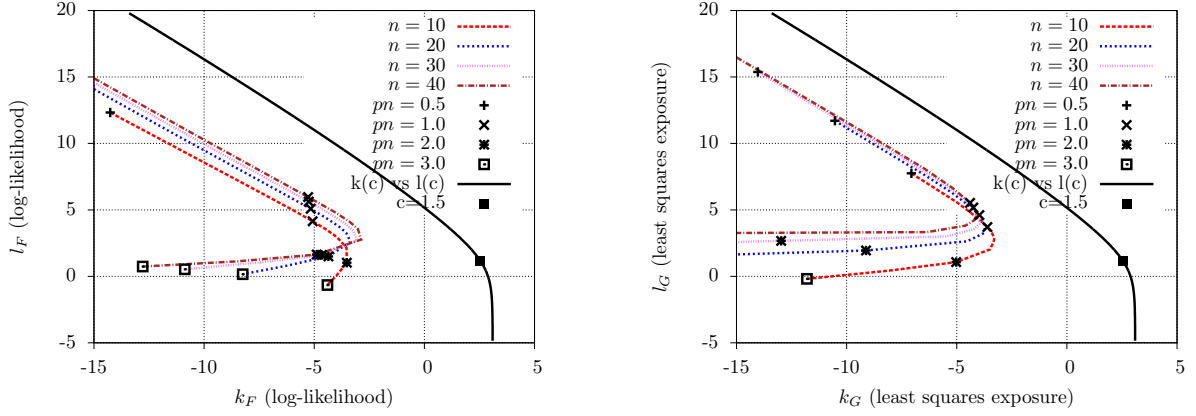 20
15
10
5
0
-5
-15
-10
-5
0
5
l_F (log-likelihood)
k_F (log-likelihood)
n = 10
n = 20
n = 30
n = 40
pn = 0.5
pn = 1.0
pn = 2.0
pn = 3.0
k(c) vs l(c)
c=1.5
20
15
10
5
0
-5
-15
-10
-5
0
5
l_G (least squares exposure)
k_G (least squares exposure)
n = 10
n = 20
n = 30
n = 40
pn = 0.5
pn = 1.0
pn = 2.0
pn = 3.0
k(c) vs l(c)
c=1.5